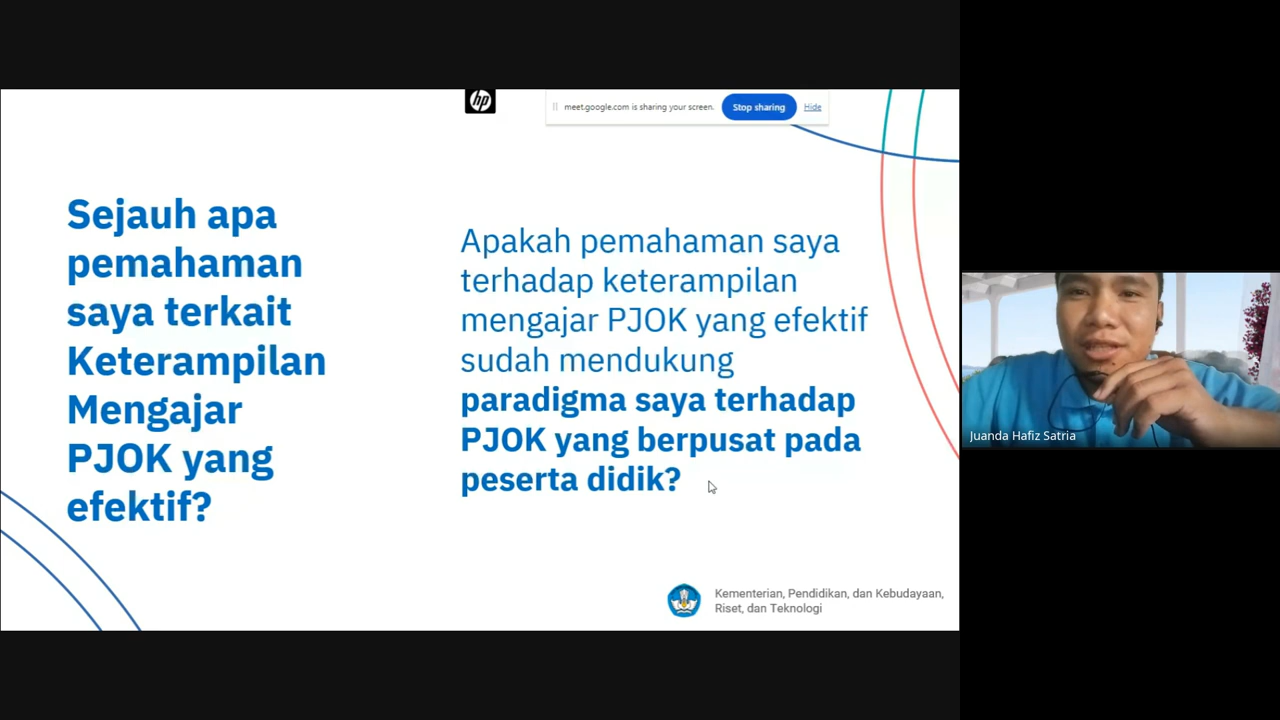 hp
meet.google.com is sharing your screen.
Stop sharing
Hide
Sejauh apa
pemahaman
saya terkait
Keterampilan
Mengajar
PJOK yang
efektif?
Apakah pemahaman saya
terhadap keterampilan
mengajar PJOK yang efektif
sudah mendukung
paradigma saya terhadap
PJOK yang berpusat pada
peserta didik?
Kementerian, Pendidikan, dan Kebudayaan,
Riset, dan Teknologi
Juanda Hafiz Satria